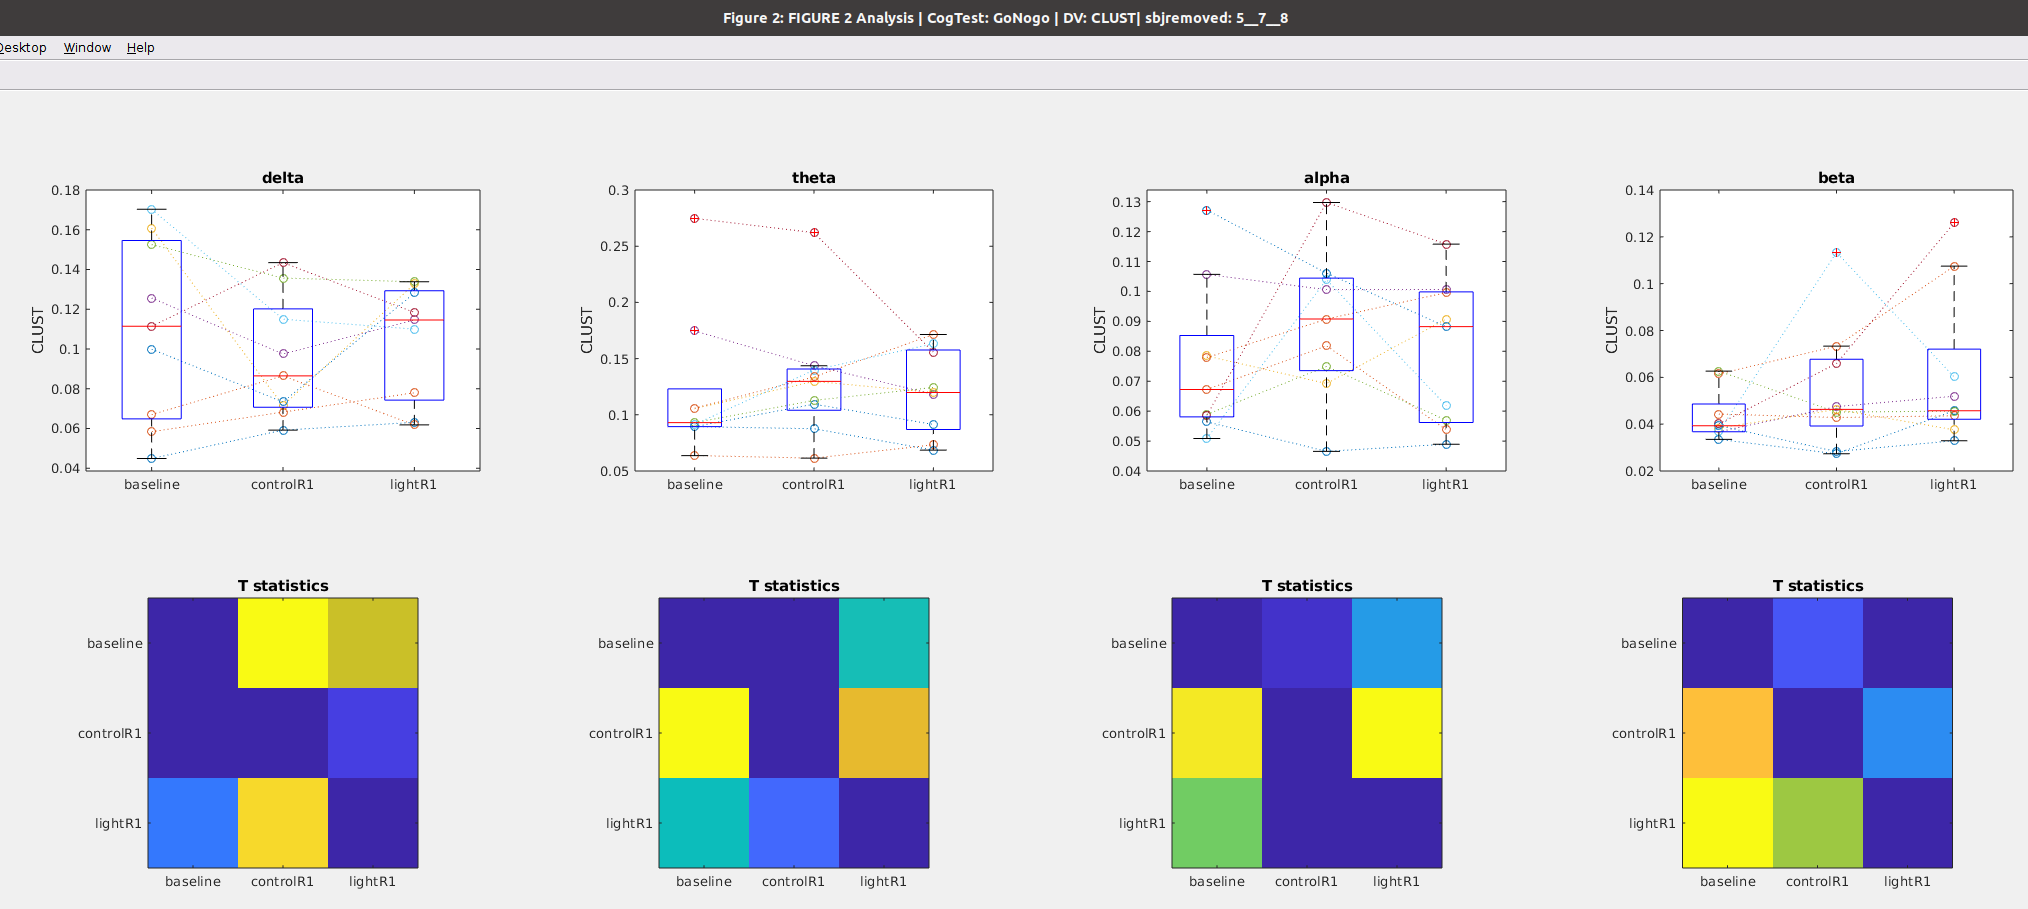 Figure 2: FIGURE 2 Analysis | CogTest: GoNogo | DV: CLUST| sbjremoved: 5__7__8
Desktop Window Help
delta
0.18
0.16
0.14
0.12
0.1
0.08
0.06
0.04
CLUST
baseline controlR1 lightR1
theta
0.3
0.25
0.2
0.15
0.1
0.05
CLUST
baseline controlR1 lightR1
alpha
0.13
0.12
0.11
0.1
0.09
0.08
0.07
0.06
0.05
0.04
CLUST
baseline controlR1 lightR1
beta
0.14
0.12
0.1
0.08
0.06
0.04
0.02
CLUST
baseline controlR1 lightR1
T statistics
baseline
controlR1
lightR1
baseline controlR1 lightR1
T statistics
baseline
controlR1
lightR1
baseline controlR1 lightR1
T statistics
baseline
controlR1
lightR1
baseline controlR1 lightR1
T statistics
baseline
controlR1
lightR1
baseline controlR1 lightR1